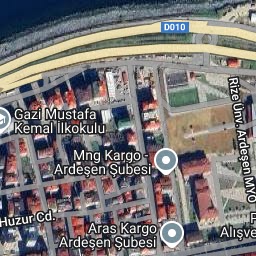 D010
Gazi Mustafa
Kemal İlkokulu
Rize Ünv. Ardeşen MYO
Mng Kargo -
Ardeşen Şubesi
Huzur Cd.
Aras Kargo
Ardeşen Şubesi
Alışve